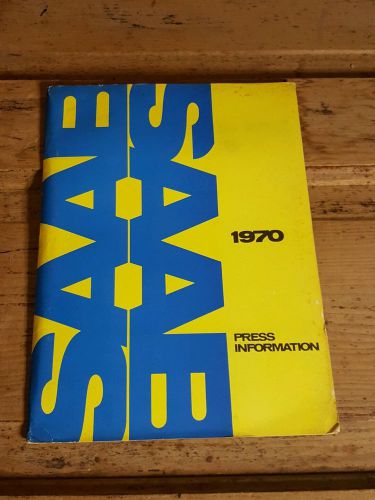 SAAB
SAAB
1970
PRESS
INFORMATION